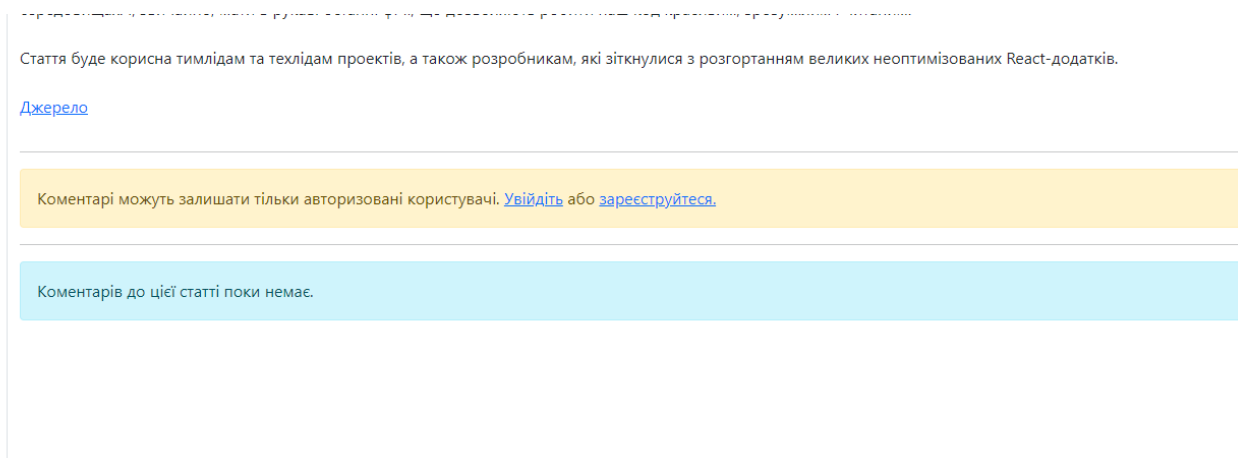 Стаття буде корисна тимлідам та техлідам проектів, а також розробникам, які зіткнулися з розгортанням великих неоптимізованих React-додатків.
Джерело
Коментарі можуть залишати тільки авторизовані користувачі. Увійдіть або зареєструйтеся.
Коментарів до цієї статті поки немає.